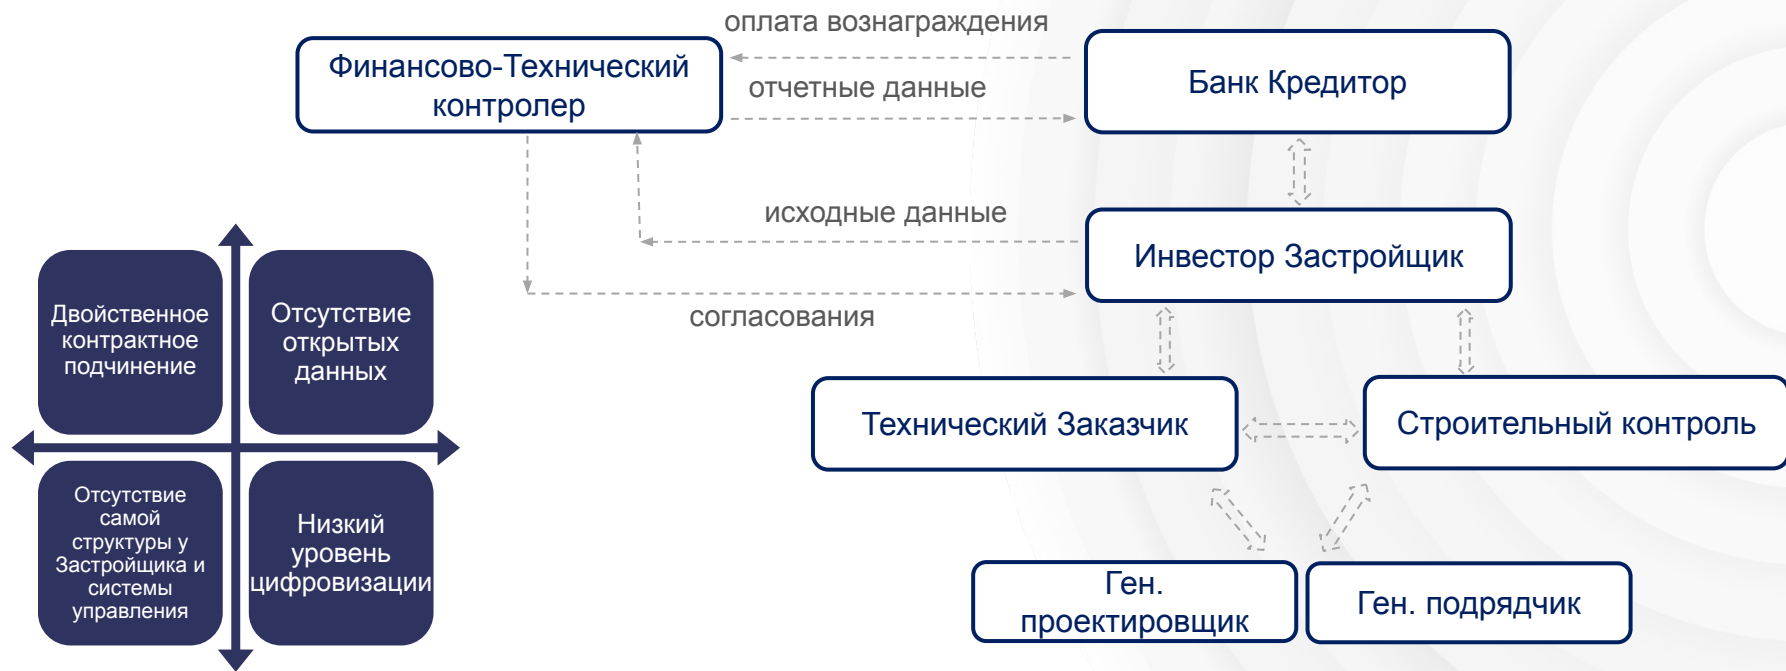 оплата вознаграждения
Финансово-Технический
контролер
Банк Кредитор
отчетные данные
исходные данные
Инвестор Застройщик
согласования
Двойственное
контрактное
подчинение
Отсутствие
открытых
данных
Технический Заказчик
Строительный контроль
Отсутствие
самой
структуры у
Застройщика и
системы
управления
Низкий
уровень
цифровизации
Ген.
проектировщик
Ген. подрядчик